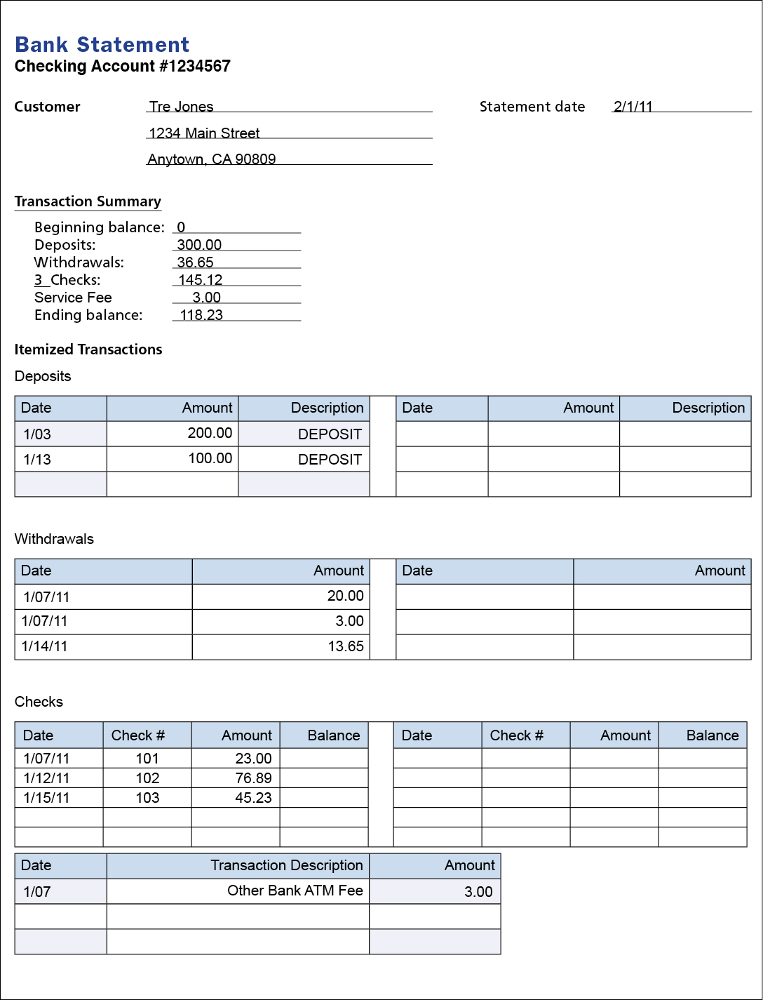 Bank Statement
Checking Account #1234567
Customer Tre Jones Statement date 2/1/11
1234 Main Street
Anytown, CA 90809
Transaction Summary
Beginning balance: 0
Deposits: 300.00
Withdrawals: 36.65
3 Checks: 145.12
Service Fee 3.00
Ending balance: 118.23
Itemized Transactions
Deposits
Date Amount Description Date Amount Description
1/03 200.00 DEPOSIT
1/13 100.00 DEPOSIT
Withdrawals
Date Amount Date Amount
1/07/11 20.00
1/07/11 3.00
1/14/11 13.65
Checks
Date Check # Amount Balance Date Check # Amount Balance
1/07/11 101 23.00
1/12/11 102 76.89
1/15/11 103 45.23
Date Transaction Description Amount
1/07 Other Bank ATM Fee 3.00